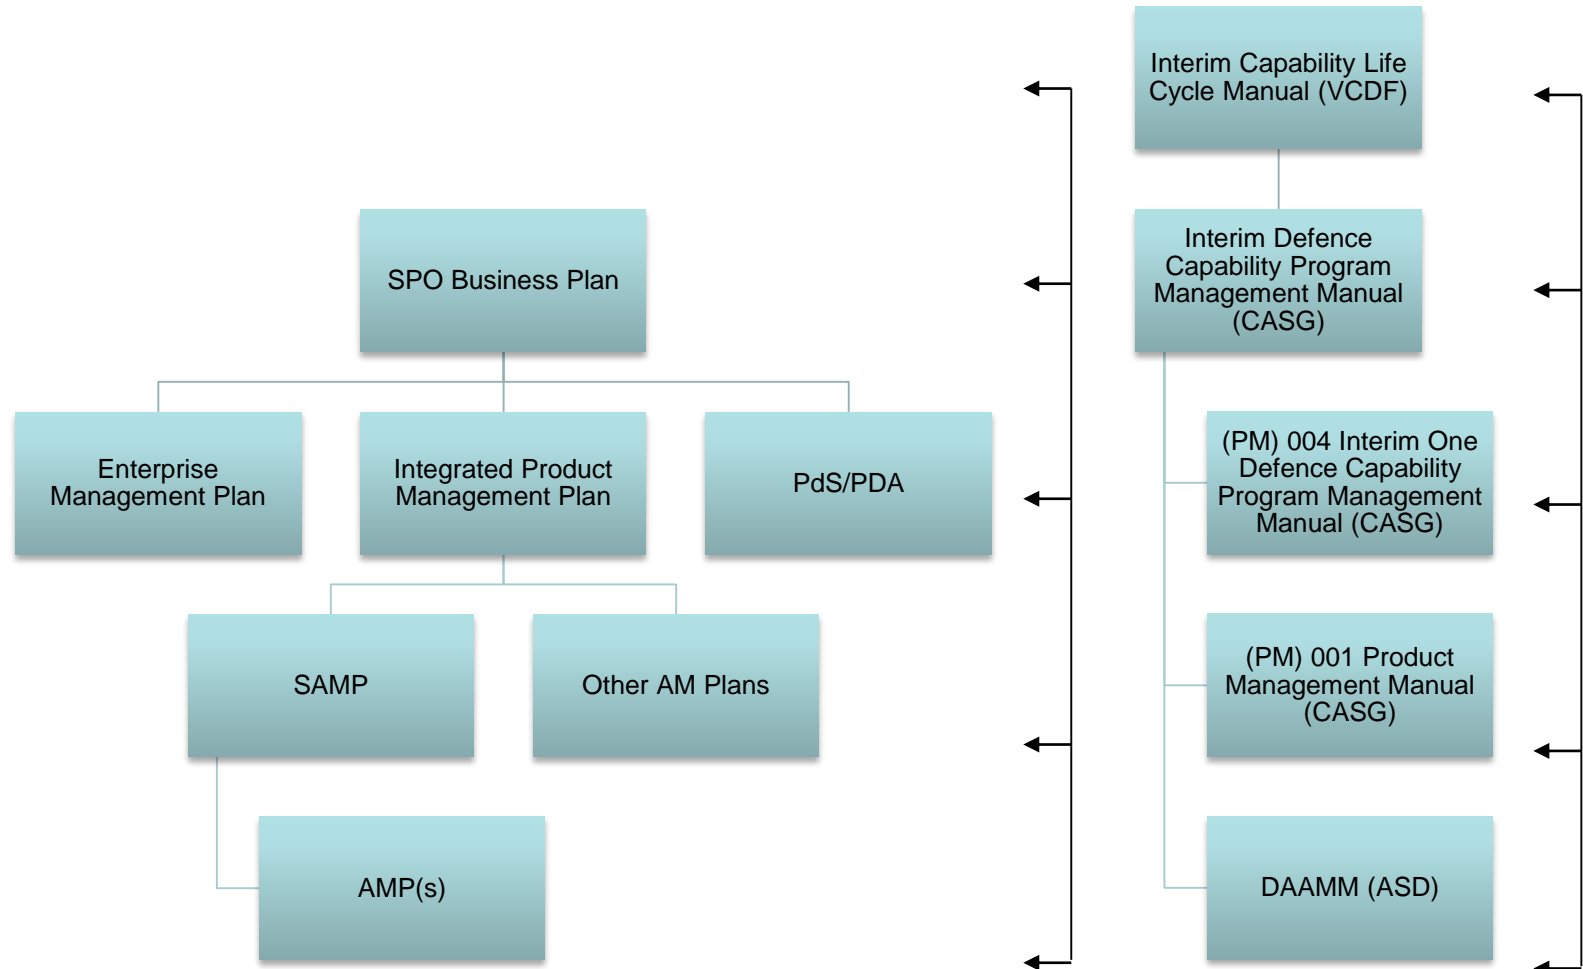 Interim Capability Life
Cycle Manual (VCDF)
SPO Business Plan
Interim Defence
Capability Program
Management Manual
(CASG)
Enterprise
Management Plan
Integrated Product
Management Plan
PdS/PDA
(PM) 004 Interim One
Defence Capability
Program Management
Manual (CASG)
SAMP
Other AM Plans
(PM) 001 Product
Management Manual
(CASG)
AMP(s)
DAAMM (ASD)